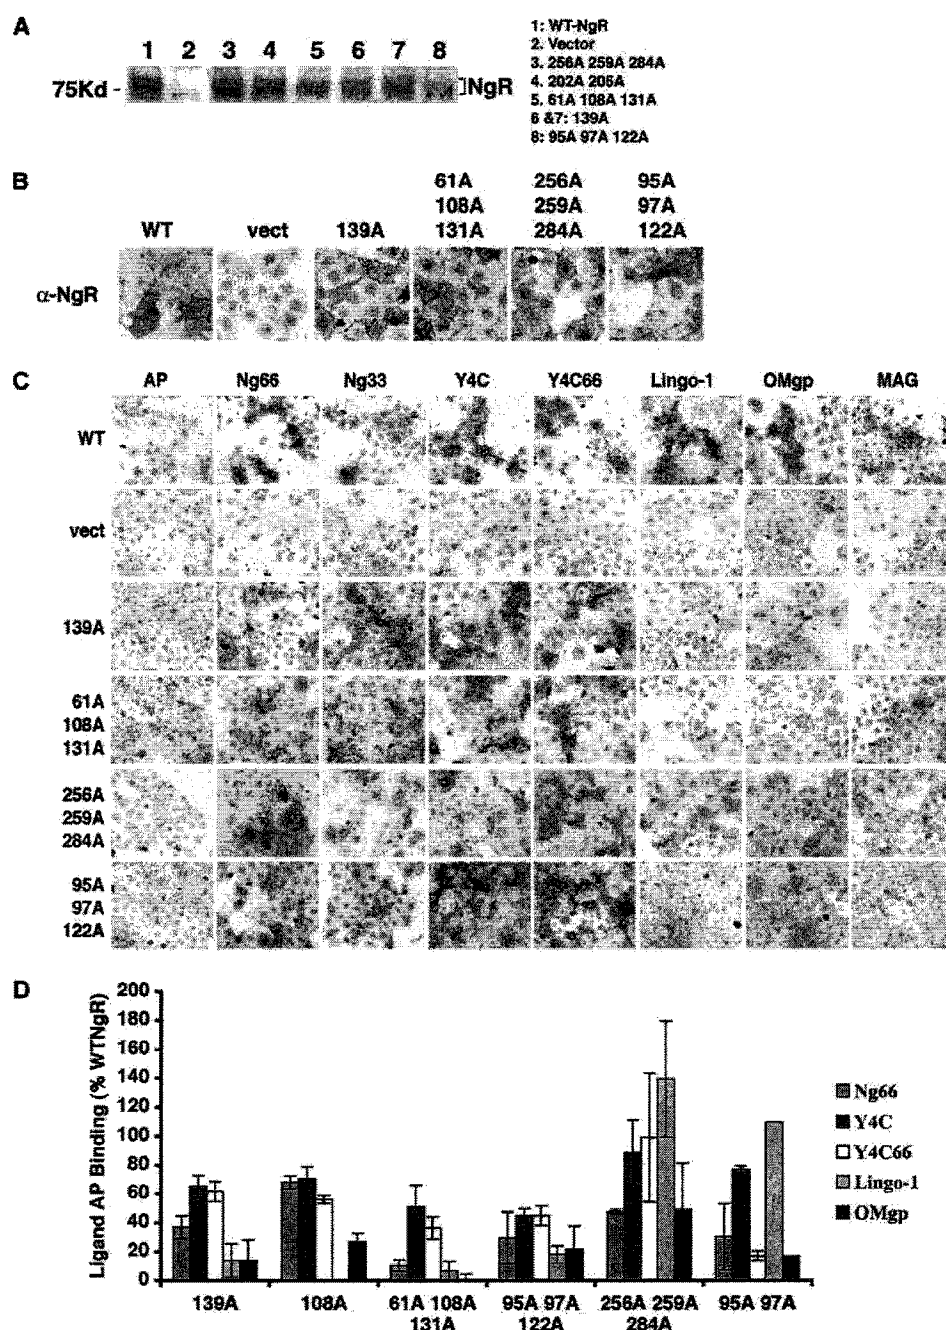 A
1 2 3 4 5 6 7 8
75Kd -
NgR
1: WT-NgR
2. Vector
3. 256A 259A 284A
4. 202A 205A
5. 61A 108A 131A
6 &7: 139A
8: 95A 97A 122A
B
61A 256A 95A
108A 259A 97A
WT vect 139A 131A 284A 122A
α-NgR
C
AP Ng66 Ng33 Y4C Y4C66 Lingo-1 OMgp MAG
WT
vect
139A
61A
108A
131A
256A
259A
284A
95A
97A
122A
D
Ligand AP Binding (% WTNgR)
200
180
160
140
120
100
80
60
40
20
0
139A 108A 61A 108A 95A 97A 256A 259A 95A 97A
131A 122A 284A
Ng66
Y4C
Y4C66
Lingo-1
OMgp